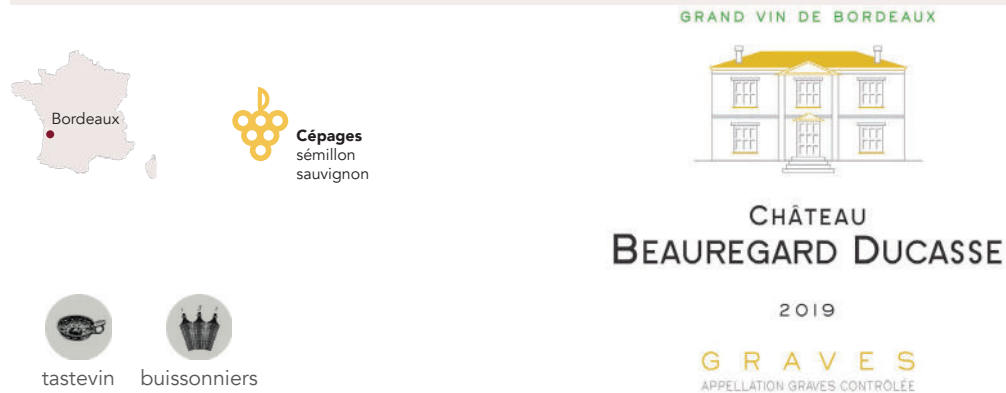 Bordeaux
Cépages
sémillon
sauvignon
tastevin
buissonniers
GRAND VIN DE BORDEAUX
CHÂTEAU
BEAUREGARD DUCASSE
2019
GRAVES
APPELLATION GRAVES CONTRÔLÉE